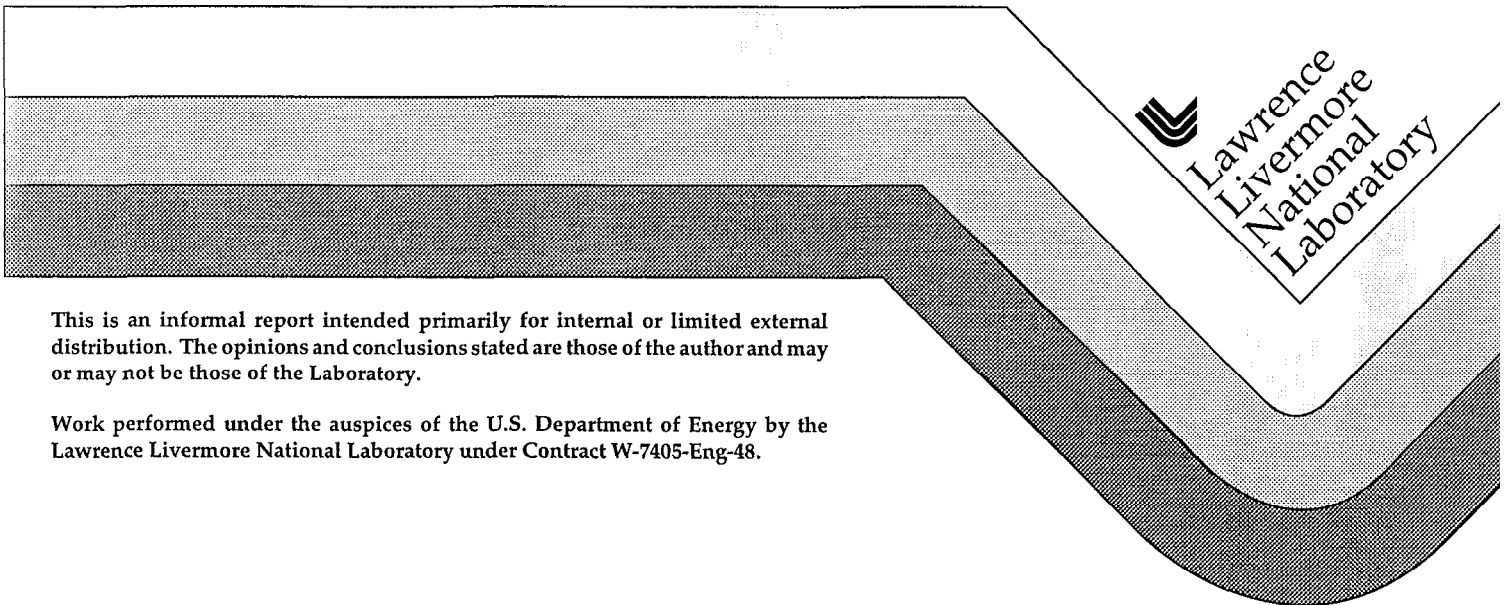 Lawrence
Livermore
National
Laboratory
This is an informal report intended primarily for internal or limited external
distribution. The opinions and conclusions stated are those of the author and may
or may not be those of the Laboratory.
Work performed under the auspices of the U.S. Department of Energy by the
Lawrence Livermore National Laboratory under Contract W-7405-Eng-48.